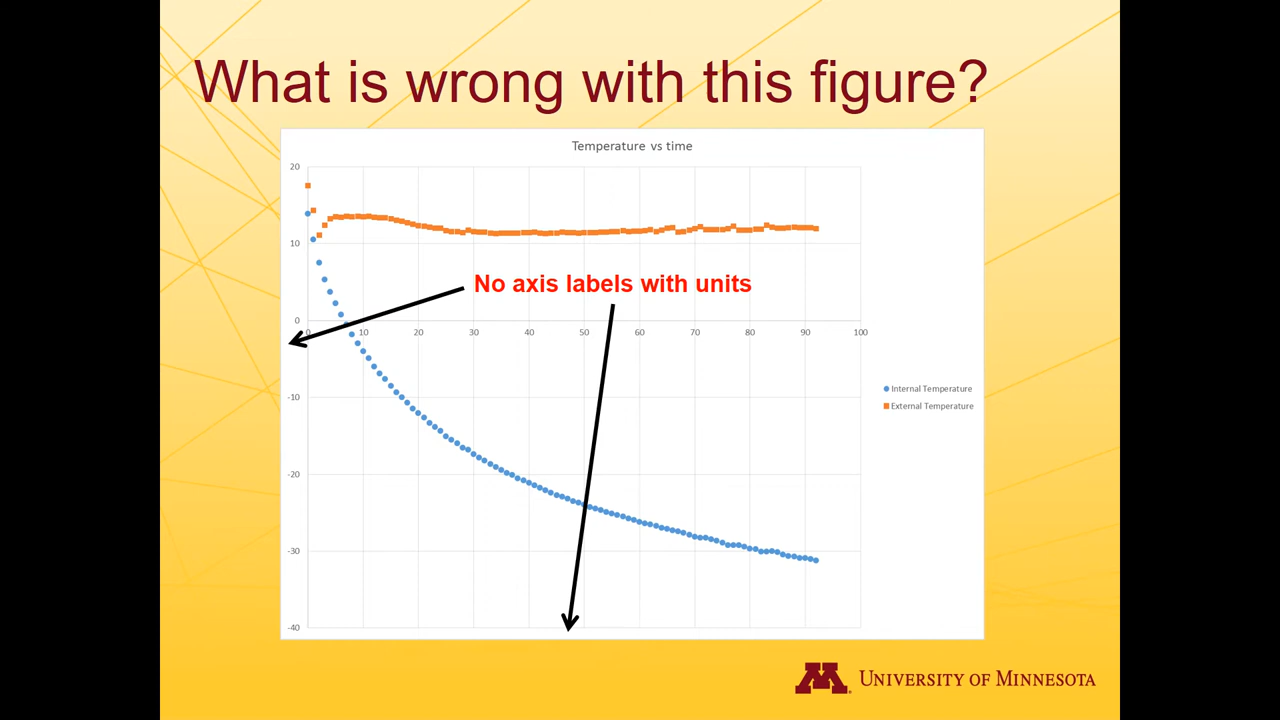 What is wrong with this figure?
Temperature vs time
20
10
0
-10
-20
-30
-40
No axis labels with units
0 10 20 30 40 50 60 70 80 90 100
Internal Temperature
External Temperature
M UNIVERSITY OF MINNESOTA